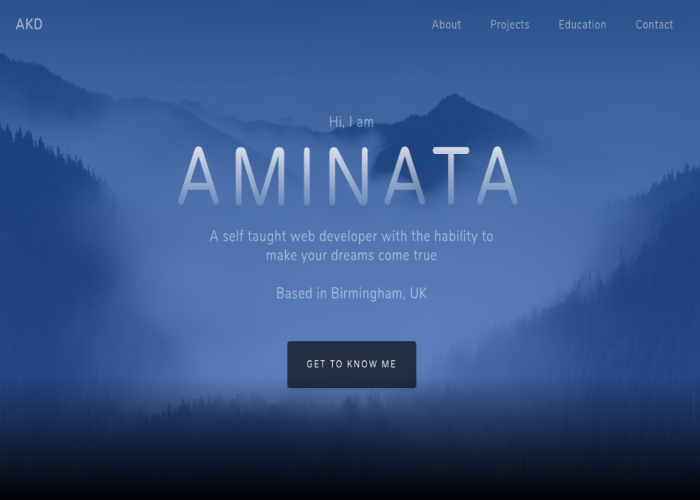 AKD
About Projects Education Contact
Hi, I am
AMINATA
A self taught web developer with the hability to
make your dreams come true
Based in Birmingham, UK
GET TO KNOW ME